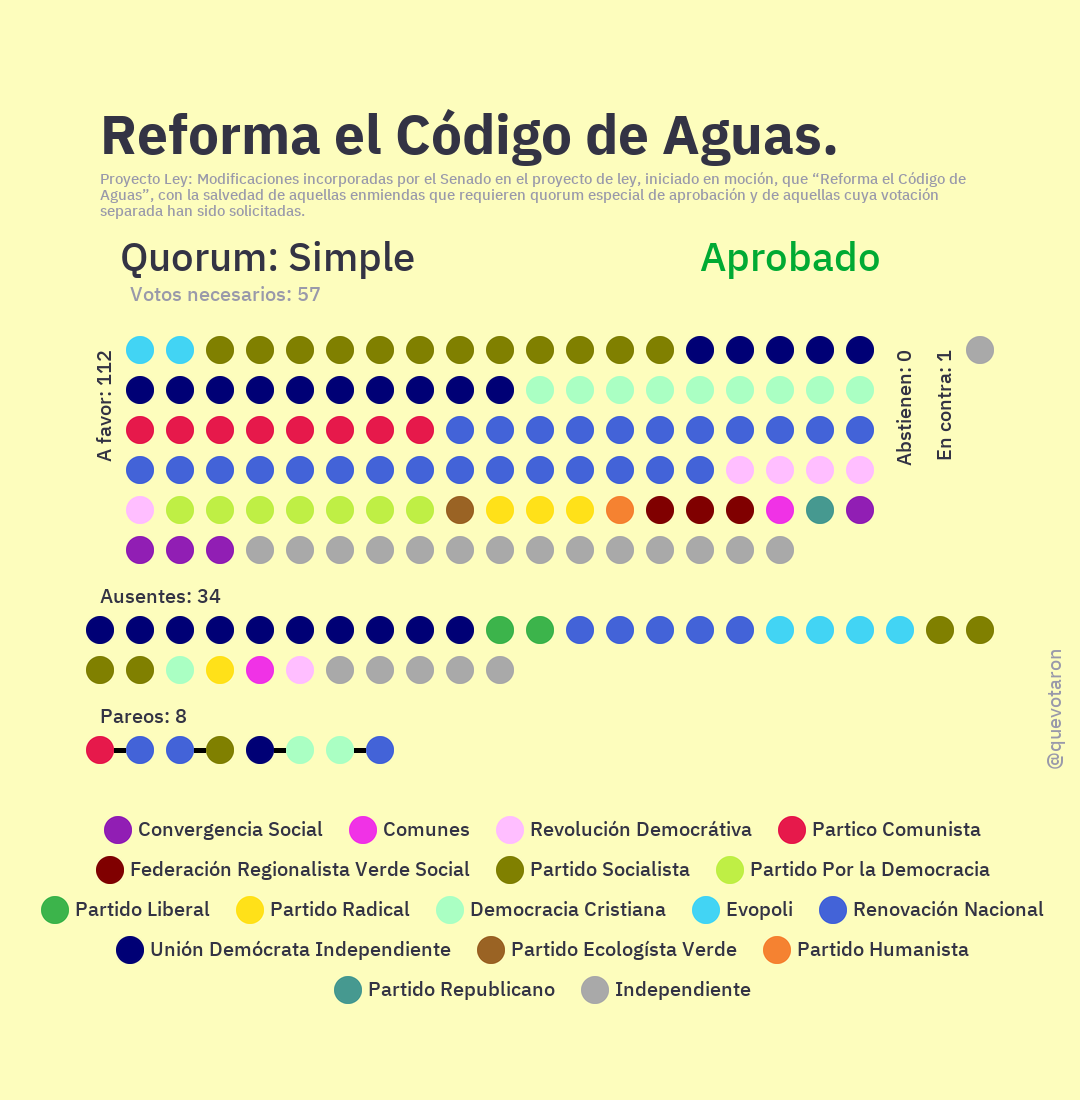 Reforma el Código de Aguas.
Proyecto Ley: Modificaciones incorporadas por el Senado en el proyecto de ley, iniciado en moción, que “Reforma el Código de
Aguas”, con la salvedad de aquellas enmiendas que requieren quorum especial de aprobación y de aquellas cuya votación
separada han sido solicitadas.
Quorum: Simple
Aprobado
Votos necesarios: 57
A favor: 112
Abstienen: 0
En contra: 1
Ausentes: 34
Pareos: 8
@quevotaron
Convergencia Social Comunes Revolución Democrátiva Partico Comunista
Federación Regionalista Verde Social Partido Socialista Partido Por la Democracia
Partido Liberal Partido Radical Democracia Cristiana Evopoli Renovación Nacional
Unión Demócrata Independiente Partido Ecologísta Verde Partido Humanista
Partido Republicano Independiente